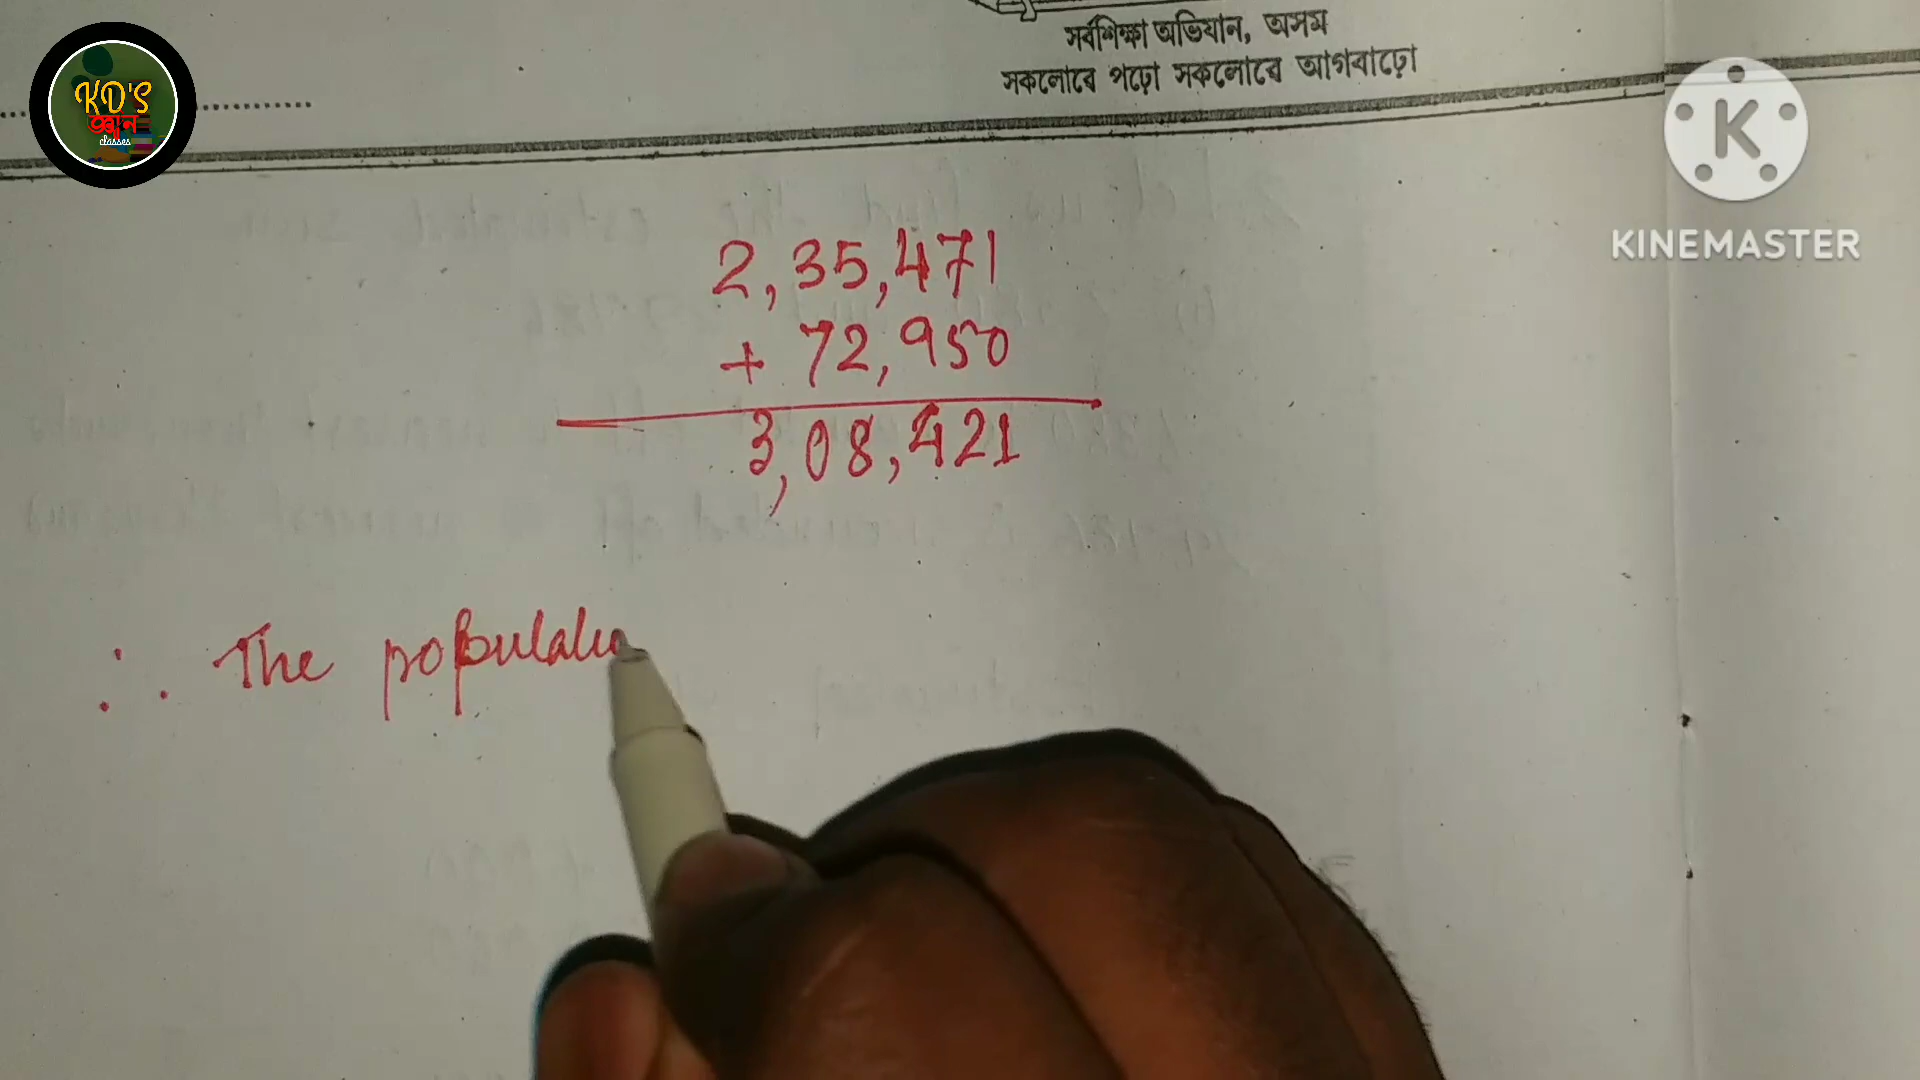 সৰ্বশিক্ষা অভিযান, অসম
সকলোৱে পঢ়ো সকলোৱে আগবাঢ়ো
KD'S
জ্ঞান
classes
K
KINEMASTER
2,35,471
+ 72,950
3,08,421
∴ The populatio